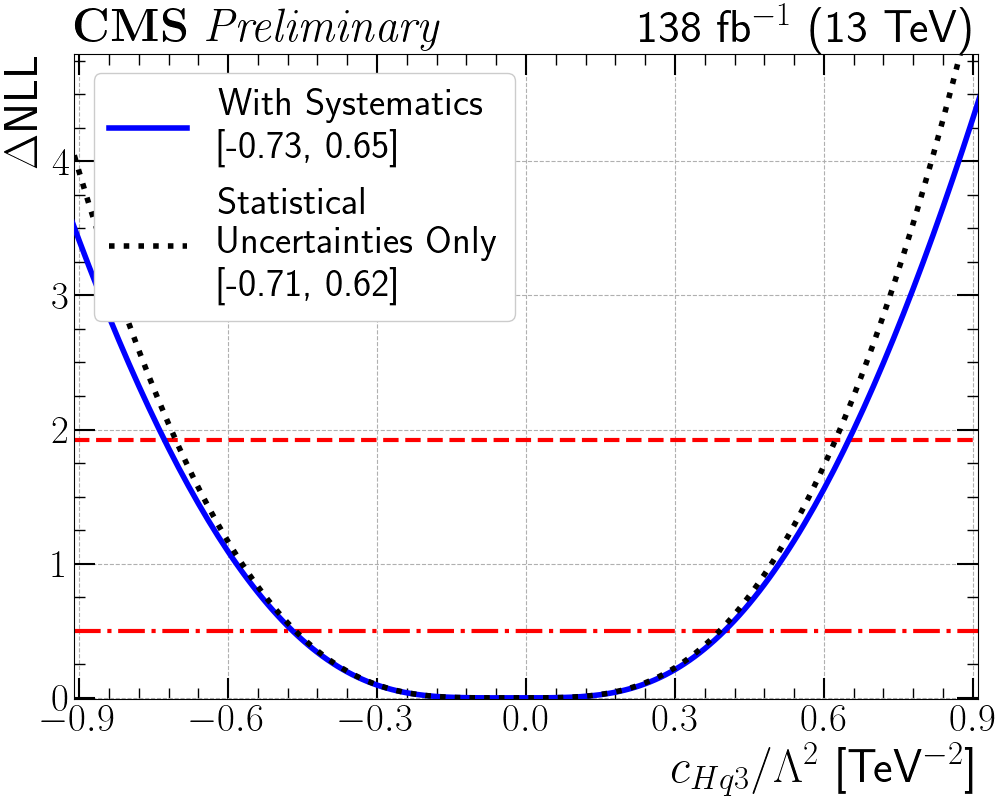 CMS Preliminary
138 fb⁻¹ (13 TeV)
ΔNLL
With Systematics
[-0.73, 0.65]
Statistical
Uncertainties Only
[-0.71, 0.62]
4
3
2
1
0
−0.9 −0.6 −0.3 0.0 0.3 0.6 0.9
c_{Hq3}/Λ² [TeV⁻²]